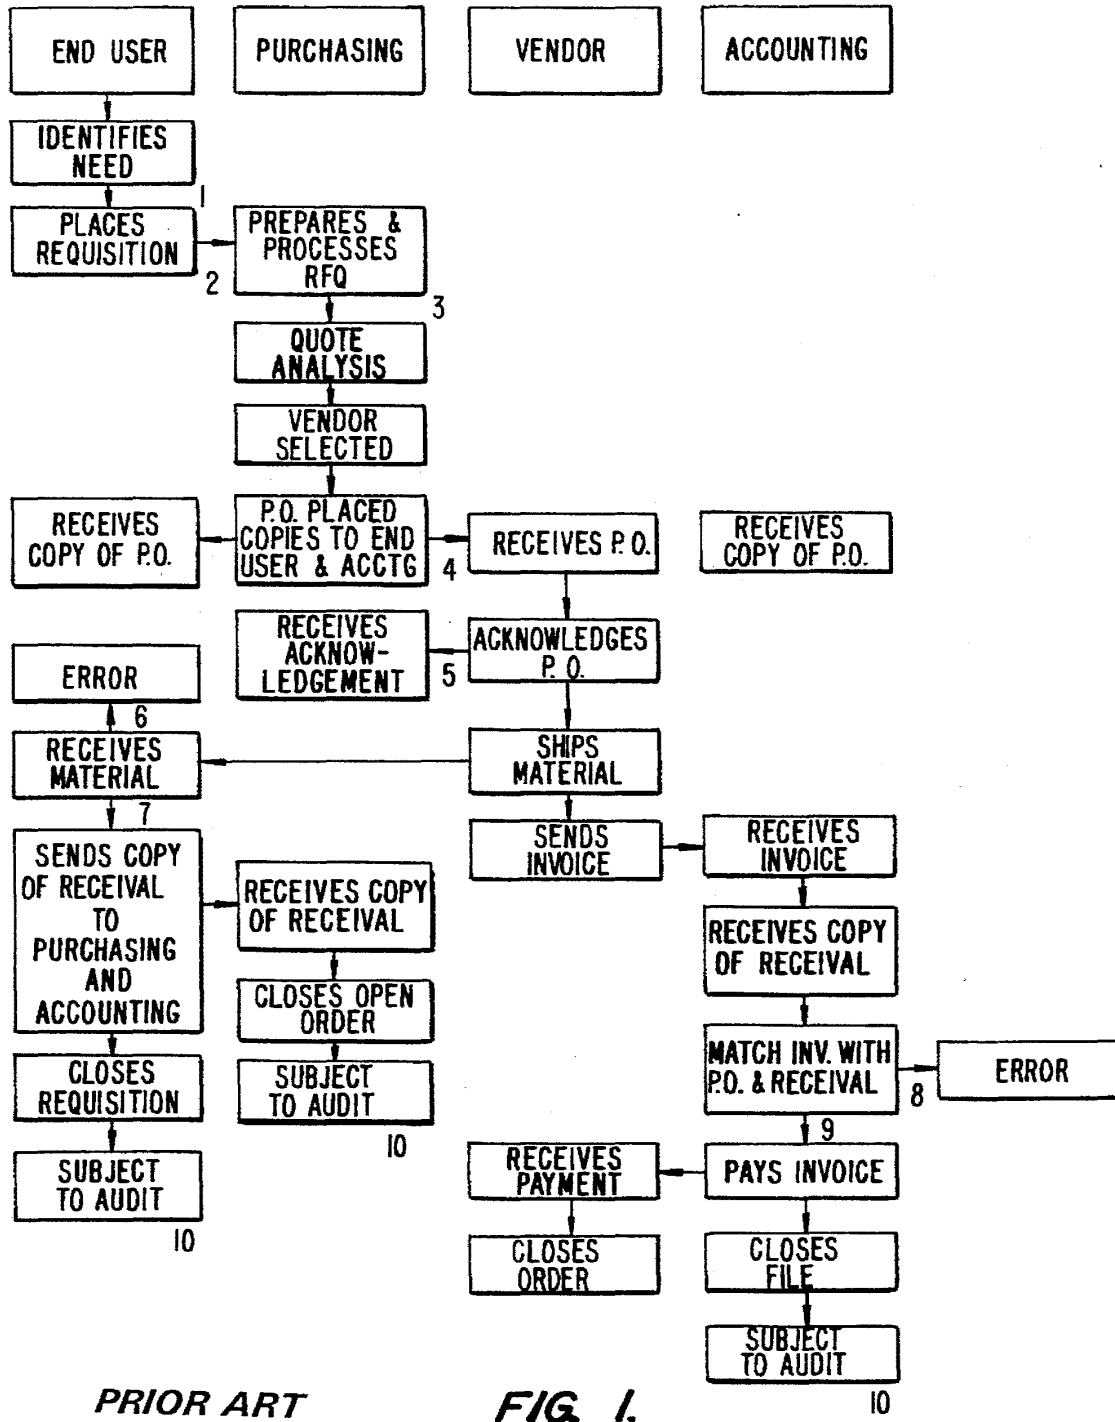 END USER
PURCHASING
VENDOR
ACCOUNTING
IDENTIFIES
NEED
1
PLACES
REQUISITION
2
PREPARES &
PROCESSES
RFQ
3
QUOTE
ANALYSIS
VENDOR
SELECTED
RECEIVES
COPY OF P.O.
P.O. PLACED
COPIES TO END
USER & ACCTG
4
RECEIVES P.O.
RECEIVES
COPY OF P.O.
RECEIVES
ACKNOW-
LEDGEMENT
5
ACKNOWLEDGES
P.O.
ERROR
6
RECEIVES
MATERIAL
7
SHIPS
MATERIAL
SENDS
INVOICE
RECEIVES
INVOICE
SENDS COPY
OF RECEIVAL
TO
PURCHASING
AND
ACCOUNTING
RECEIVES COPY
OF RECEIVAL
RECEIVES COPY
OF RECEIVAL
CLOSES OPEN
ORDER
MATCH INV. WITH
P.O. & RECEIVAL
8
ERROR
CLOSES
REQUISITION
SUBJECT
TO AUDIT
10
9
SUBJECT
TO AUDIT
10
RECEIVES
PAYMENT
PAYS INVOICE
CLOSES
ORDER
CLOSES
FILE
SUBJECT
TO AUDIT
10
PRIOR ART
FIG. 1.